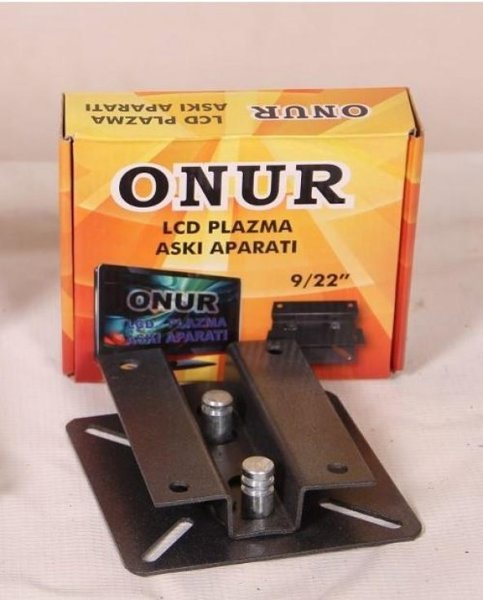 ONUR
LCD PLAZMA
ASKI APARATI
ONUR
LCD PLAZMA
ASKI APARATI
9/22"
ONUR
LCD - PLAZMA
ASKI APARATI